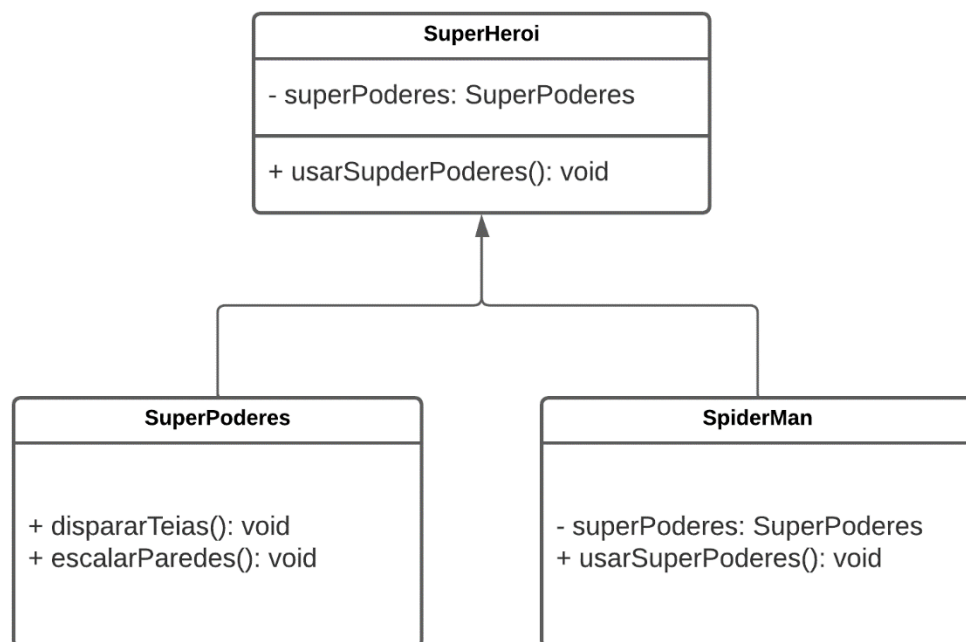 SuperHeroi
- superPoderes: SuperPoderes
+ usarSupderPoderes(): void
SuperPoderes
+ dispararTeias(): void
+ escalarParedes(): void
SpiderMan
- superPoderes: SuperPoderes
+ usarSuperPoderes(): void